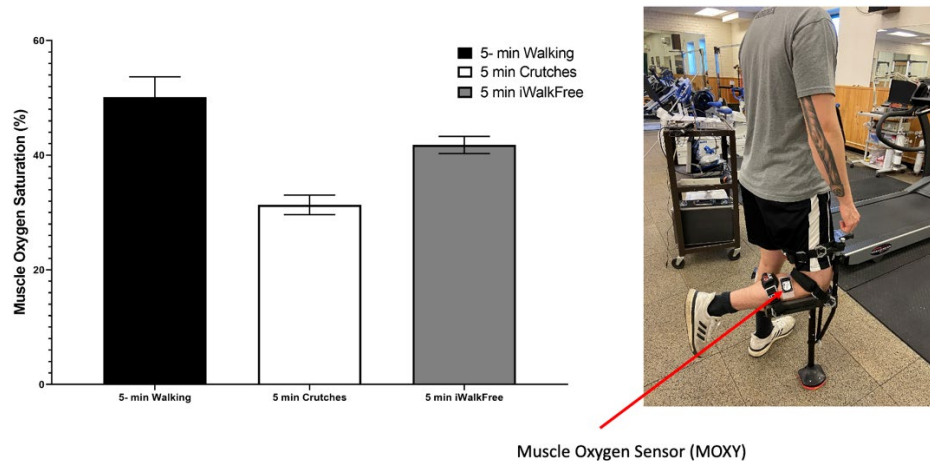 60
40
20
0
Muscle Oxygen Saturation (%)
5- min Walking
5 min Crutches
5 min iWalkFree
5- min Walking
5 min Crutches
5 min iWalkFree
Muscle Oxygen Sensor (MOXY)